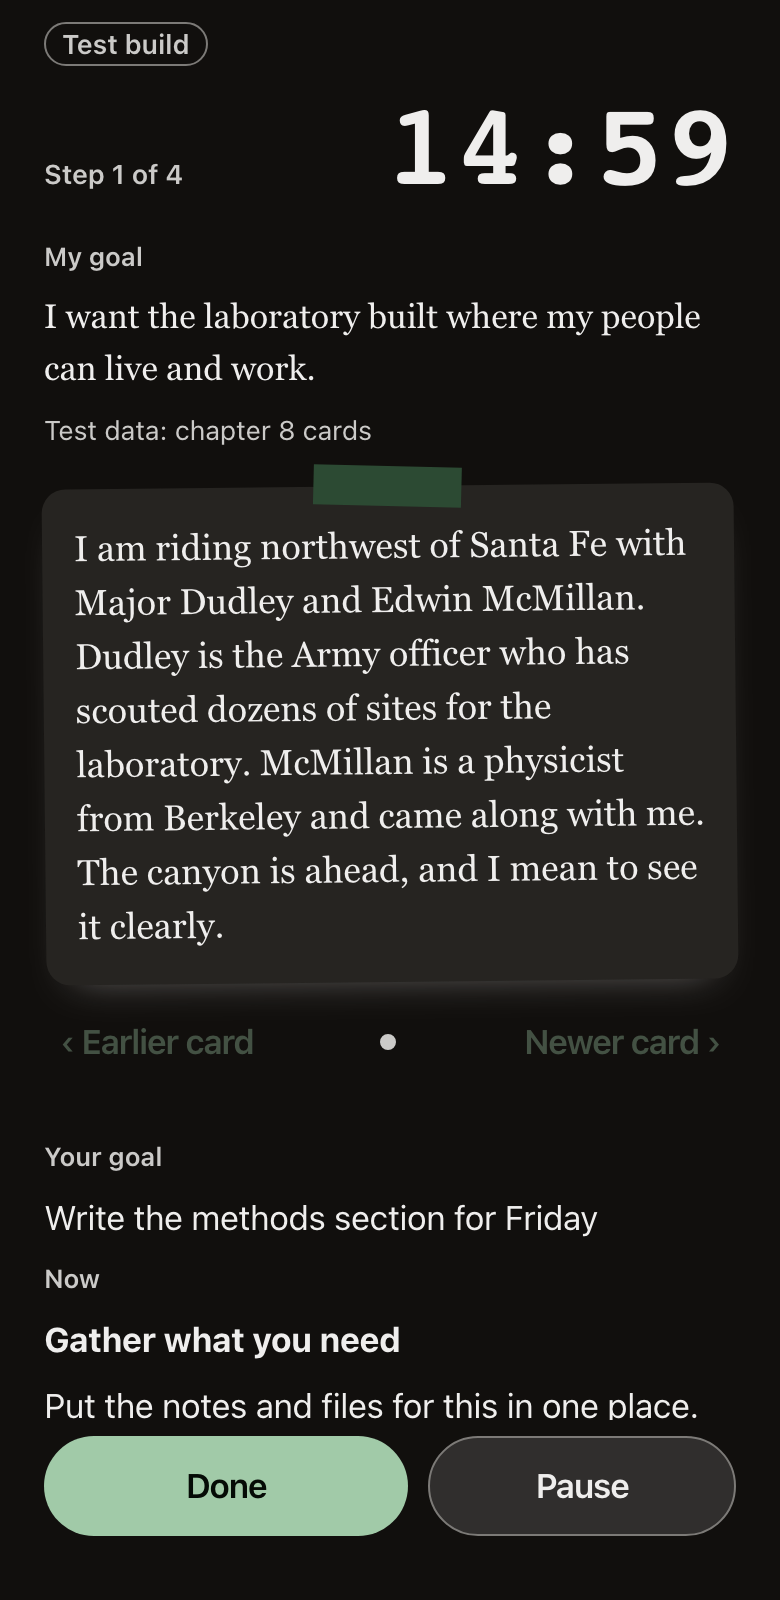 Test build
14:59
Step 1 of 4
My goal
I want the laboratory built where my people
can live and work.
Test data: chapter 8 cards
I am riding northwest of Santa Fe with
Major Dudley and Edwin McMillan.
Dudley is the Army officer who has
scouted dozens of sites for the
laboratory. McMillan is a physicist
from Berkeley and came along with me.
The canyon is ahead, and I mean to see
it clearly.
‹ Earlier card
Newer card ›
Your goal
Write the methods section for Friday
Now
Gather what you need
Put the notes and files for this in one place.
Done
Pause